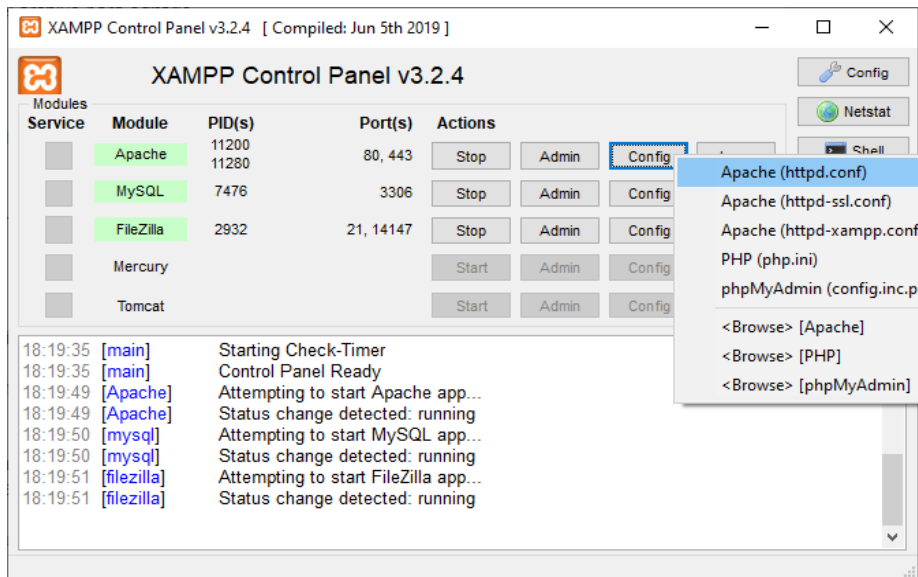 XAMPP Control Panel v3.2.4 [ Compiled: Jun 5th 2019 ]
XAMPP Control Panel v3.2.4
Config
Netstat
Shell
Modules
Service Module PID(s) Port(s) Actions
Apache 11200 11280 80, 443 Stop Admin Config
MySQL 7476 3306 Stop Admin Config
FileZilla 2932 21, 14147 Stop Admin Config
Mercury Start Admin Config
Tomcat Start Admin Config
Apache (httpd.conf)
Apache (httpd-ssl.conf)
Apache (httpd-xampp.conf
PHP (php.ini)
phpMyAdmin (config.inc.p
<Browse> [Apache]
<Browse> [PHP]
<Browse> [phpMyAdmin]
18:19:35 [main] Starting Check-Timer
18:19:35 [main] Control Panel Ready
18:19:49 [Apache] Attempting to start Apache app...
18:19:49 [Apache] Status change detected: running
18:19:50 [mysql] Attempting to start MySQL app...
18:19:50 [mysql] Status change detected: running
18:19:51 [filezilla] Attempting to start FileZilla app...
18:19:51 [filezilla] Status change detected: running